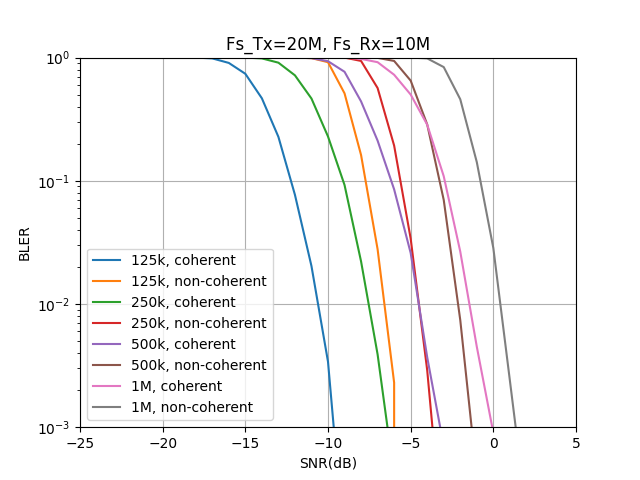 Fs_Tx=20M, Fs_Rx=10M
10⁰
10⁻¹
10⁻²
10⁻³
BLER
125k, coherent
125k, non-coherent
250k, coherent
250k, non-coherent
500k, coherent
500k, non-coherent
1M, coherent
1M, non-coherent
−25 −20 −15 −10 −5 0 5
SNR(dB)